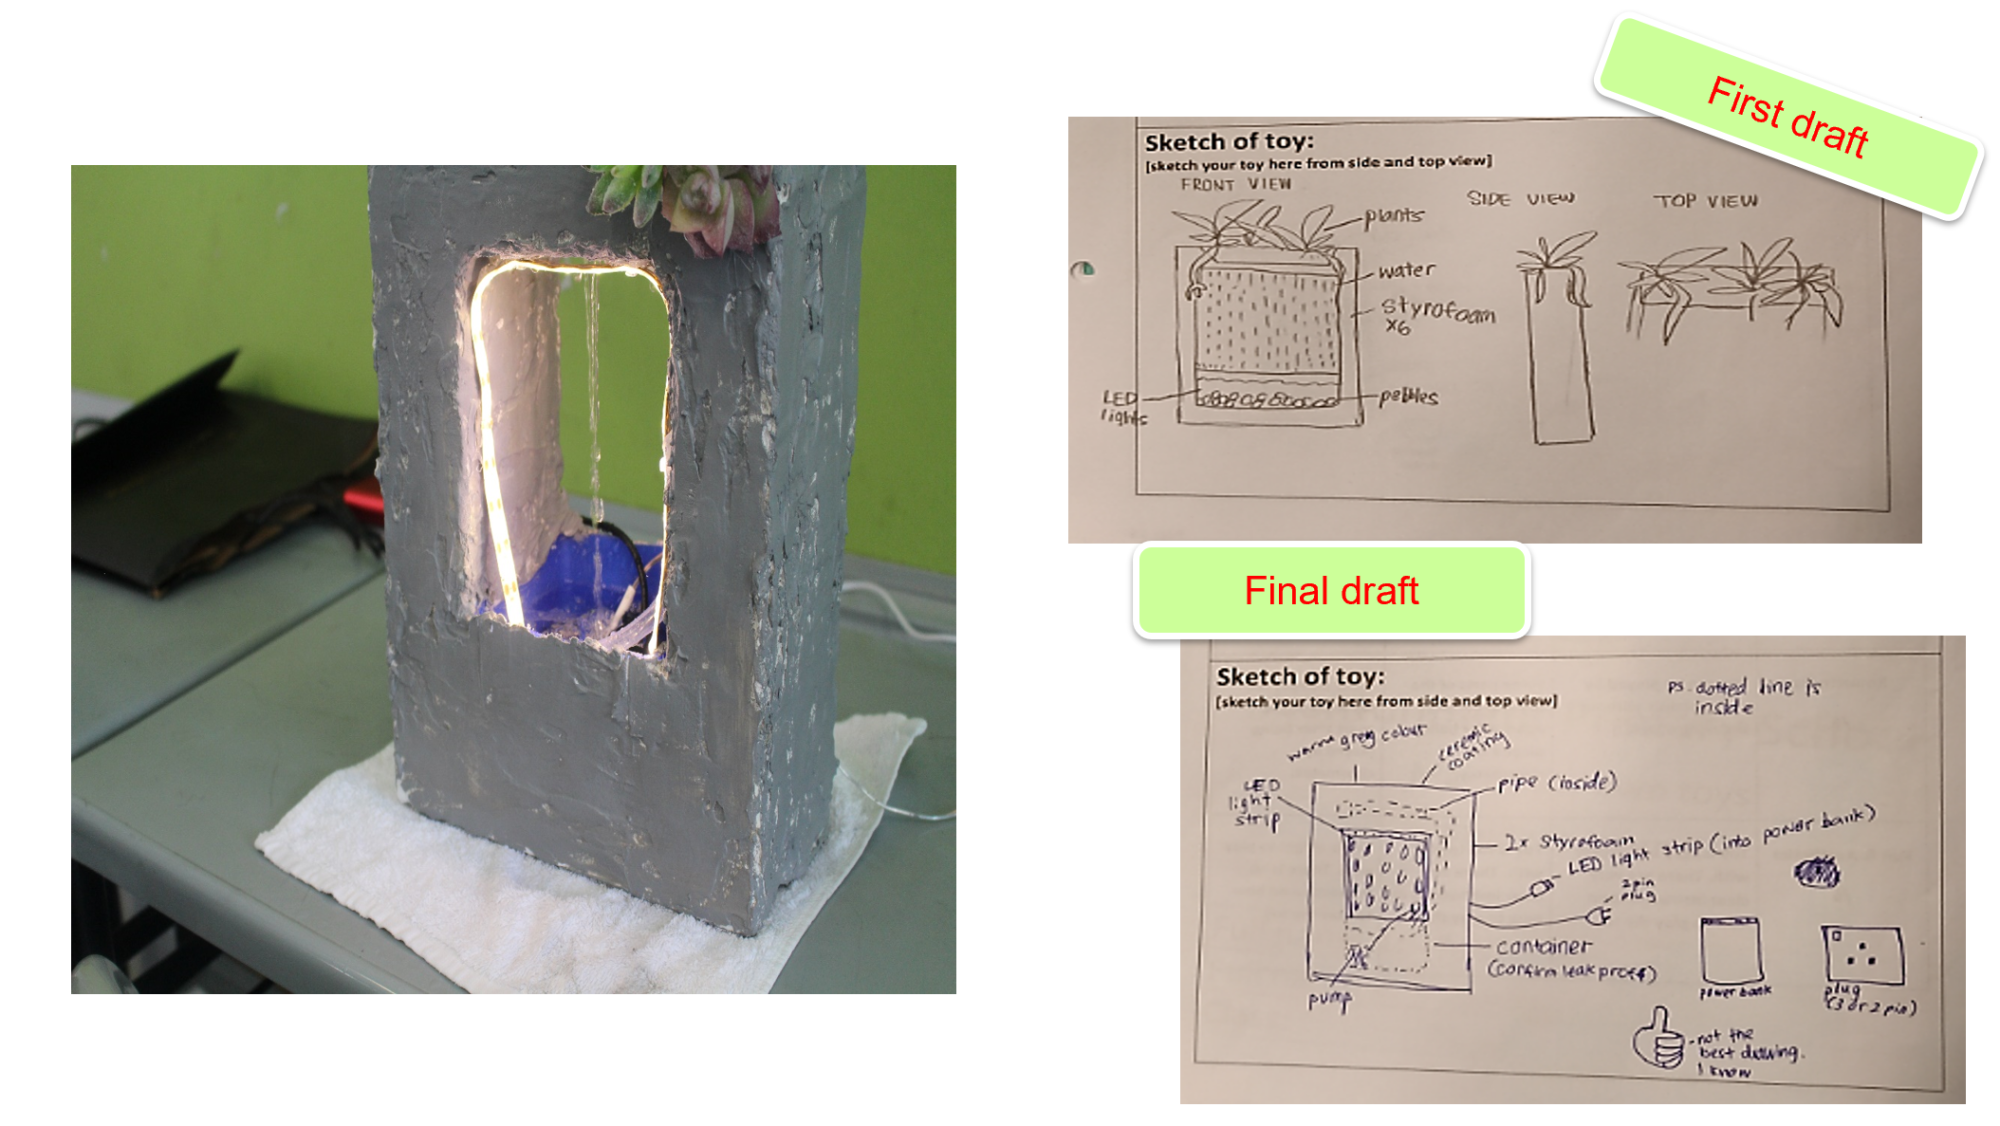 First draft
Sketch of toy:
[sketch your toy here from side and top view]
FRONT VIEW
SIDE VIEW
TOP VIEW
plants
water
styrofoam
x6
LED
lights
pebbles
Final draft
Sketch of toy:
[sketch your toy here from side and top view]
PS. dotted line is
inside
warm grey colour
ceremic
coating
LED
light
strip
pipe (inside)
2x styrofoam
LED light strip (into power bank)
2pin
plug
container
(confirm leak proff)
pump
power bank
plug
(3 or 2 pin)
-not the
best drawing.
I know